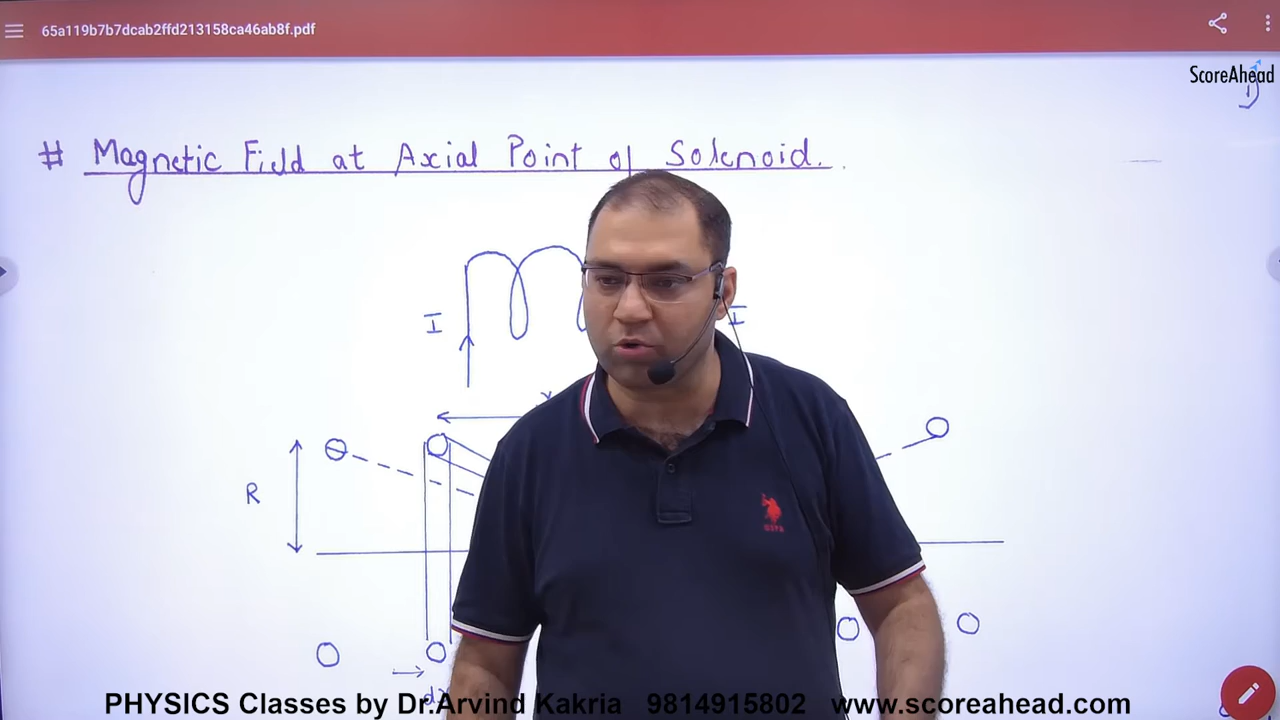 65a119b7b7dcab2ffd213158ca46ab8f.pdf
ScoreAhead
# Magnetic Field at Axial Point of Solenoid.
I
I
x
R
dx
PHYSICS Classes by Dr.Arvind Kakria 9814915802 www.scoreahead.com